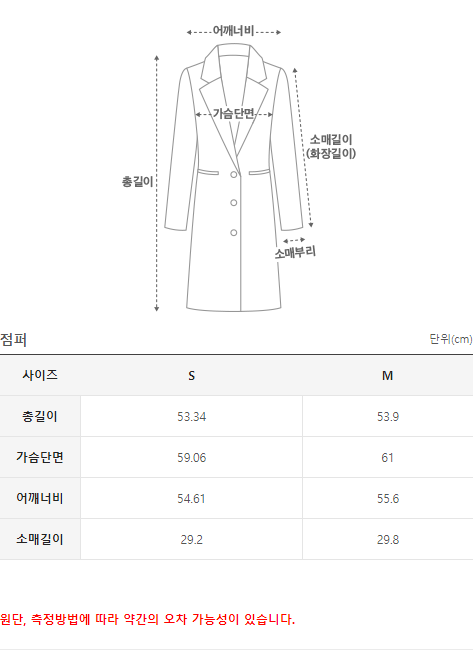 어깨너비
가슴단면
소매길이
(화장길이)
총길이
소매부리
점퍼 단위(cm)
사이즈 S M
총길이 53.34 53.9
가슴단면 59.06 61
어깨너비 54.61 55.6
소매길이 29.2 29.8
원단, 측정방법에 따라 약간의 오차 가능성이 있습니다.